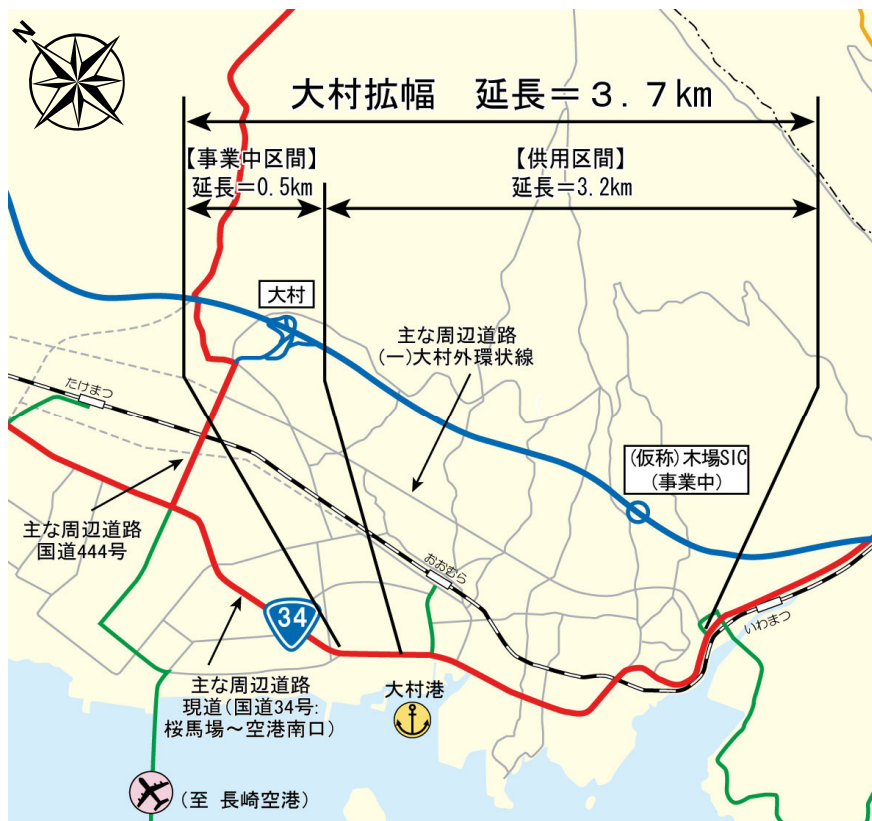 N
大村拡幅 延長＝3.7km
【事業中区間】
延長＝0.5km
【供用区間】
延長＝3.2km
大村
主な周辺道路
(一)大村外環状線
たけまつ
(仮称)木場SIC
(事業中)
主な周辺道路
国道444号
おおむら
34
いわまつ
主な周辺道路
現道(国道34号:
桜馬場～空港南口)
大村港
(至 長崎空港)